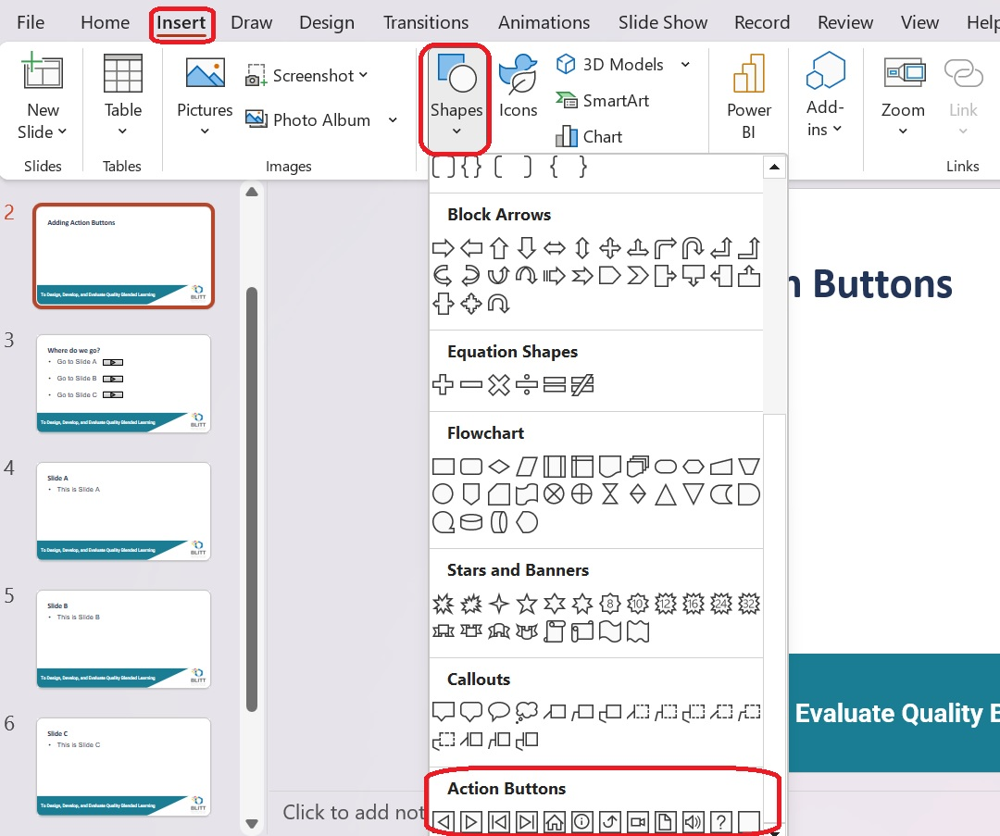 File Home Insert Draw Design Transitions Animations Slide Show Record Review View Help
New Slide
Table
Pictures
Screenshot
Photo Album
Shapes
Icons
3D Models
SmartArt
Chart
Power BI
Add-ins
Zoom
Link
Slides
Tables
Images
Links
2
Adding Action Buttons
To Design, Develop, and Evaluate Quality Blended Learning
BLITT
3
Where do we go?
• Go to Slide A
• Go to Slide B
• Go to Slide C
To Design, Develop, and Evaluate Quality Blended Learning
BLITT
4
Slide A
• This is Slide A
To Design, Develop, and Evaluate Quality Blended Learning
BLITT
5
Slide B
• This is Slide B
To Design, Develop, and Evaluate Quality Blended Learning
BLITT
6
Slide C
• This is Slide C
To Design, Develop, and Evaluate Quality Blended Learning
BLITT
Block Arrows
Equation Shapes
Flowchart
Stars and Banners
8 10 12 16 24 32
Callouts
Action Buttons
?
n Buttons
Evaluate Quality B
Click to add not